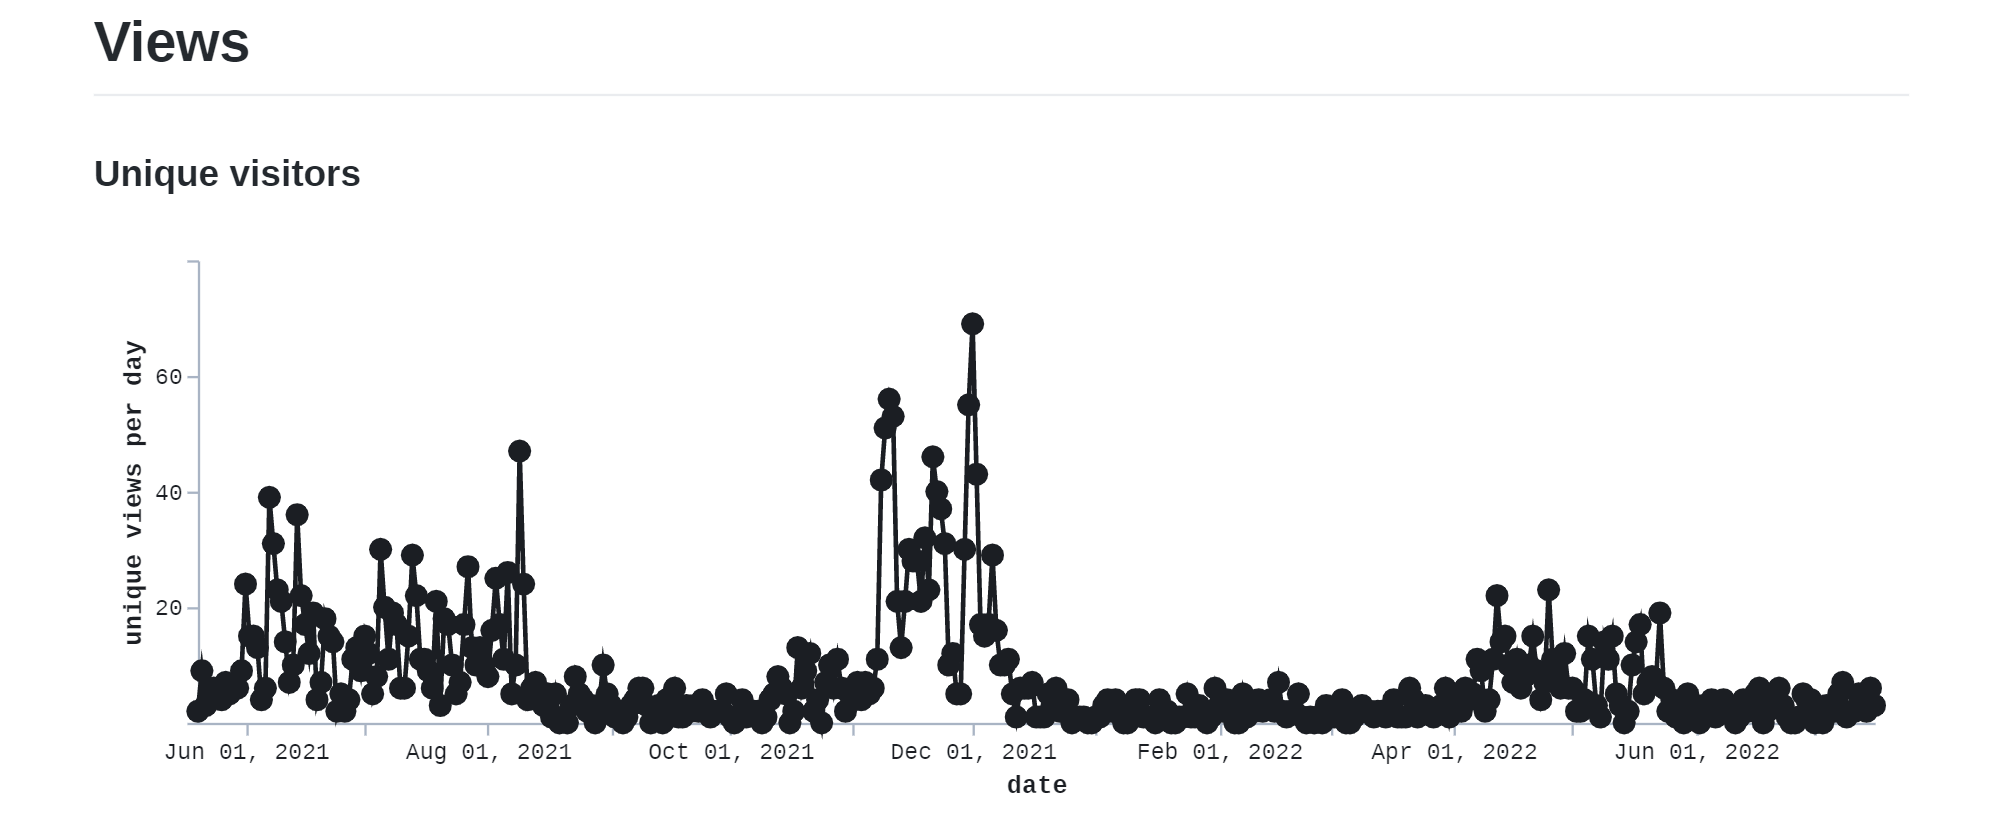 Views
Unique visitors
unique views per day
60
40
20
Jun 01, 2021
Aug 01, 2021
Oct 01, 2021
Dec 01, 2021
Feb 01, 2022
Apr 01, 2022
Jun 01, 2022
date